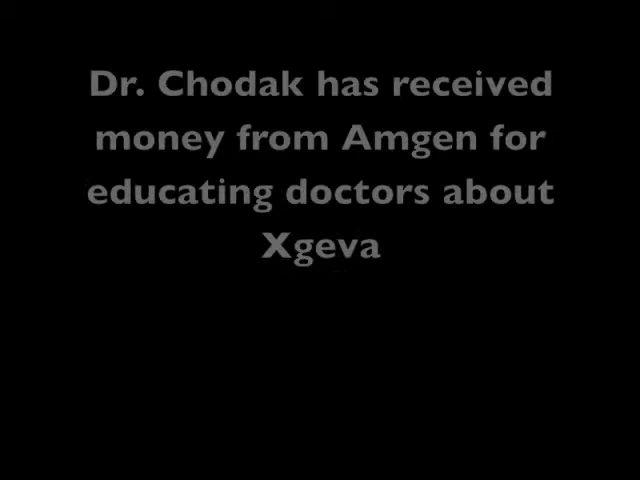 Dr. Chodak has received
money from Amgen for
educating doctors about
Xgeva